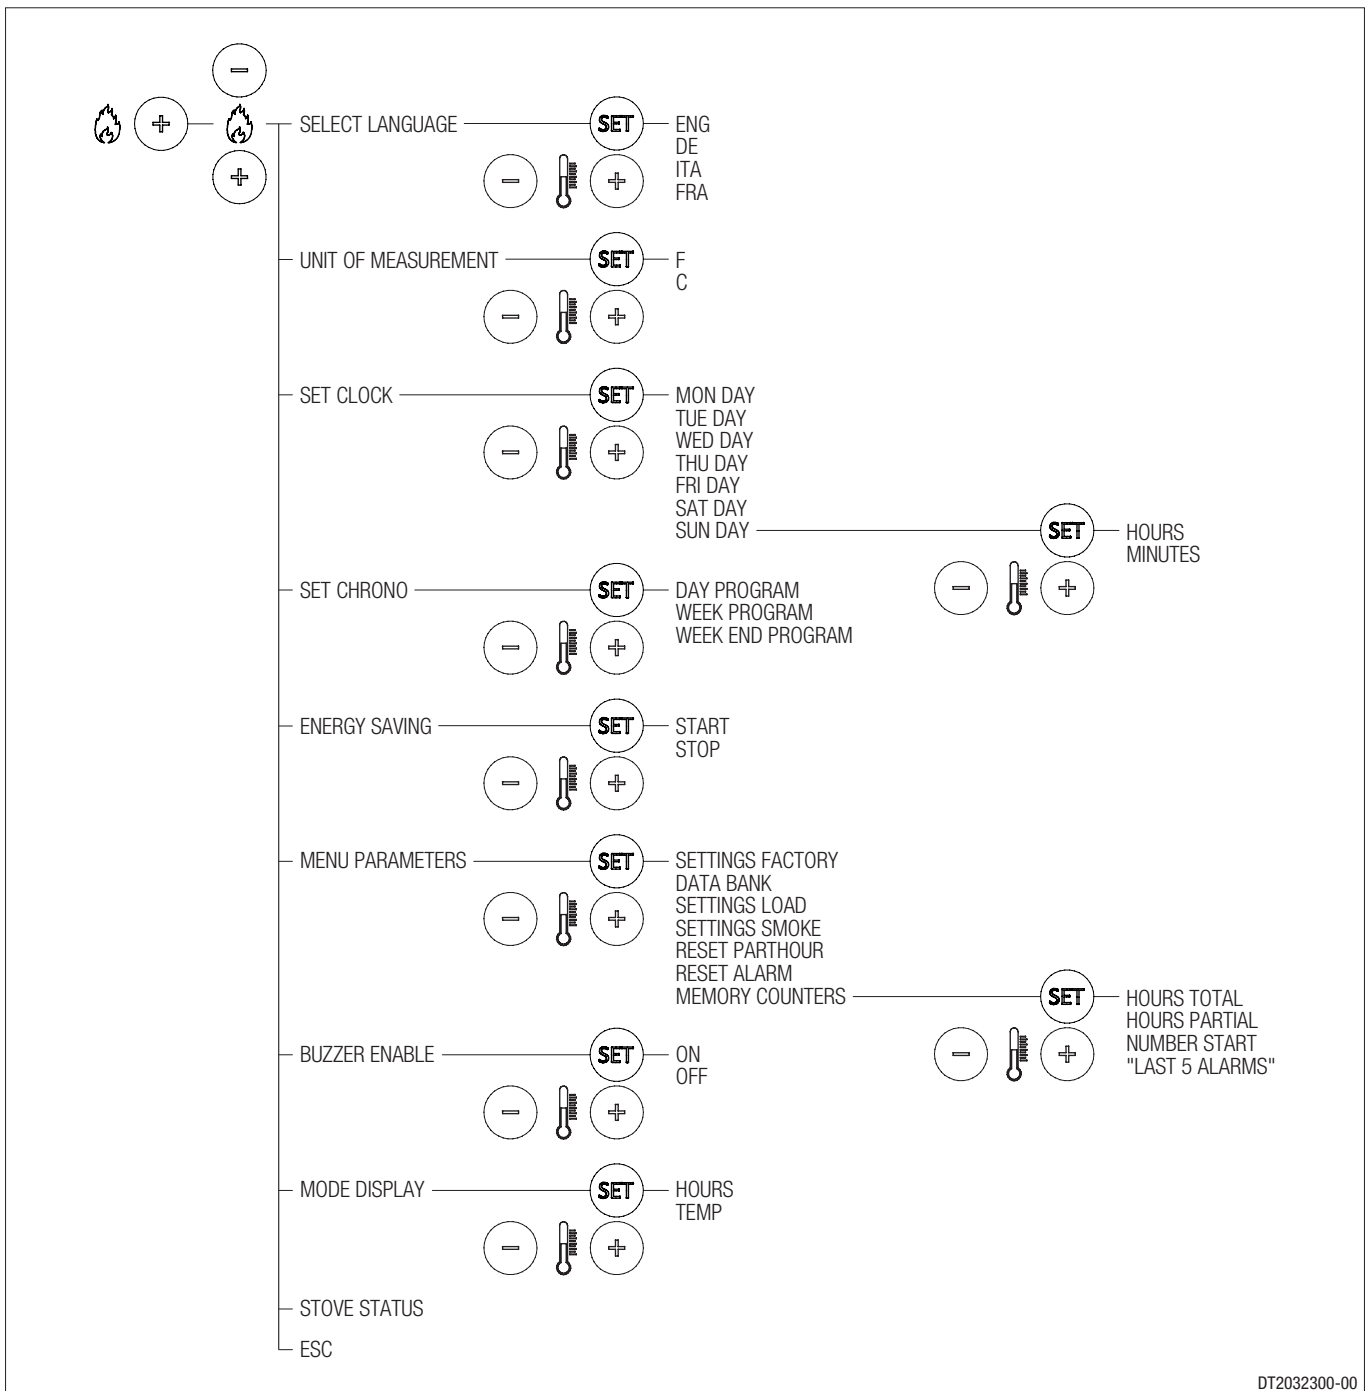 SELECT LANGUAGE SET ENG
DE
ITA
FRA
UNIT OF MEASUREMENT SET F
C
SET CLOCK SET MON DAY
TUE DAY
WED DAY
THU DAY
FRI DAY
SAT DAY
SUN DAY SET HOURS
MINUTES
SET CHRONO SET DAY PROGRAM
WEEK PROGRAM
WEEK END PROGRAM
ENERGY SAVING SET START
STOP
MENU PARAMETERS SET SETTINGS FACTORY
DATA BANK
SETTINGS LOAD
SETTINGS SMOKE
RESET PARTHOUR
RESET ALARM
MEMORY COUNTERS SET HOURS TOTAL
HOURS PARTIAL
NUMBER START
"LAST 5 ALARMS"
BUZZER ENABLE SET ON
OFF
MODE DISPLAY SET HOURS
TEMP
STOVE STATUS
ESC
DT2032300-00